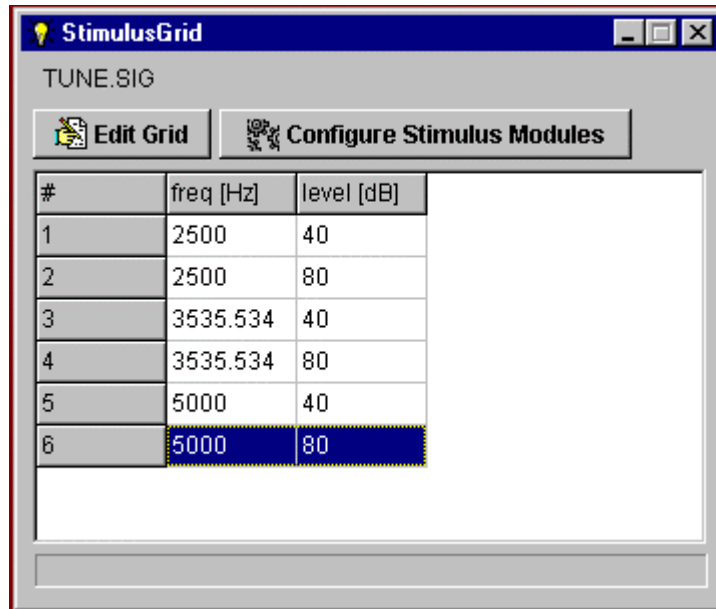 StimulusGrid
TUNE.SIG
Edit Grid Configure Stimulus Modules
# freq [Hz] level [dB]
1 2500 40
2 2500 80
3 3535.534 40
4 3535.534 80
5 5000 40
6 5000 80